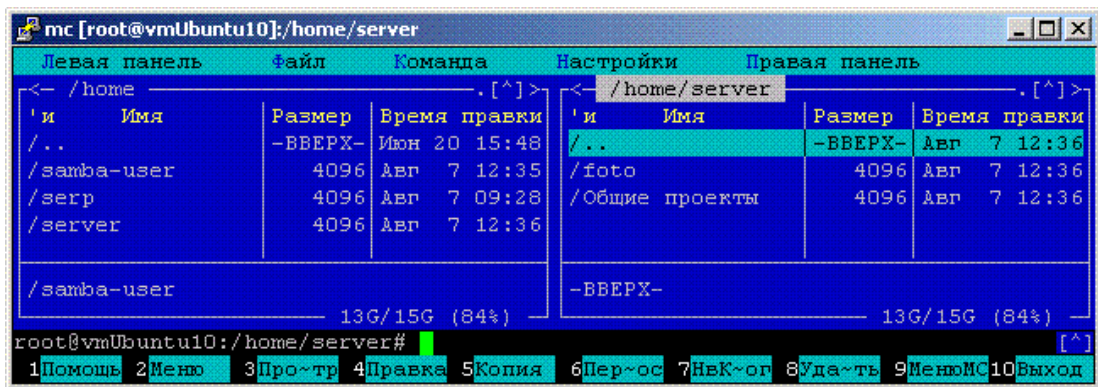 mc [root@vmUbuntu10]:/home/server
Левая панель Файл Команда Настройки Правая панель
<─ /home .[^]> <─ /home/server .[^]>
'и Имя Размер Время правки 'и Имя Размер Время правки
/.. -ВВЕРХ- Июн 20 15:48 /.. -ВВЕРХ- Авг 7 12:36
/samba-user 4096 Авг 7 12:35 /foto 4096 Авг 7 12:36
/serp 4096 Авг 7 09:28 /Общие проекты 4096 Авг 7 12:36
/server 4096 Авг 7 12:36
/samba-user -ВВЕРХ-
13G/15G (84%) 13G/15G (84%)
root@vmUbuntu10:/home/server# [^]
1Помощь 2Меню 3Про~тр 4Правка 5Копия 6Пер~ос 7НвК~ог 8Уда~ть 9МенюMC 10Выход